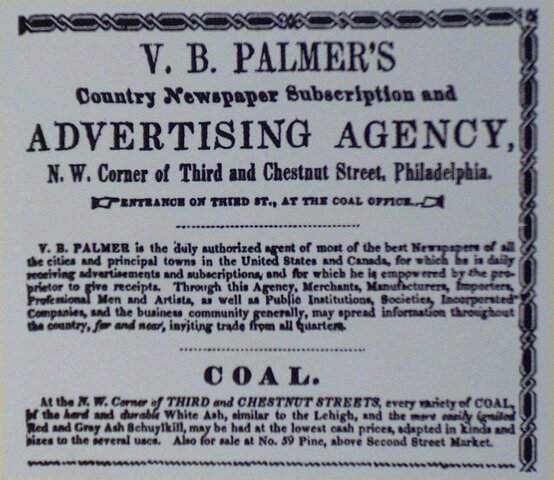 V. B. PALMER'S
Country Newspaper Subscription and
ADVERTISING AGENCY,
N. W. Corner of Third and Chestnut Street, Philadelphia.
ENTRANCE ON THIRD ST., AT THE COAL OFFICE.
V. B. PALMER is the duly authorized agent of most of the best Newspapers of all
the cities and principal towns in the United States and Canada, for which he is daily
receiving advertisements and subscriptions, and for which he is empowered by the pro-
prietor to give receipts. Through this Agency, Merchants, Manufacturers, Importers,
Professional Men and Artists, as well as Public Institutions, Societies, Incorporated
Companies, and the business community generally, may spread information throughout
the country, far and near, inviting trade from all quarters.
COAL.
At the N. W. Corner of THIRD and CHESTNUT STREETS, every variety of COAL,
of the hard and durable White Ash, similar to the Lehigh, and the more easily ignited
Red and Gray Ash Schuylkill, may be had at the lowest cash prices, adapted in kinds and
sizes to the several uses. Also for sale at No. 59 Pine, above Second Street Market.